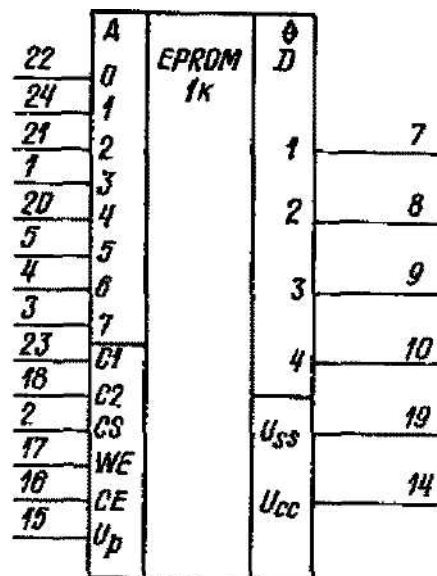 A EPROM 1к Ф D
22 0
24 1
21 2 1 7
1 3
20 4 2 8
5 5
4 6 3 9
3 7
23 C1 4 10
18 C2
2 CS Uss 19
17 WE
16 CE Ucc 14
15 Up